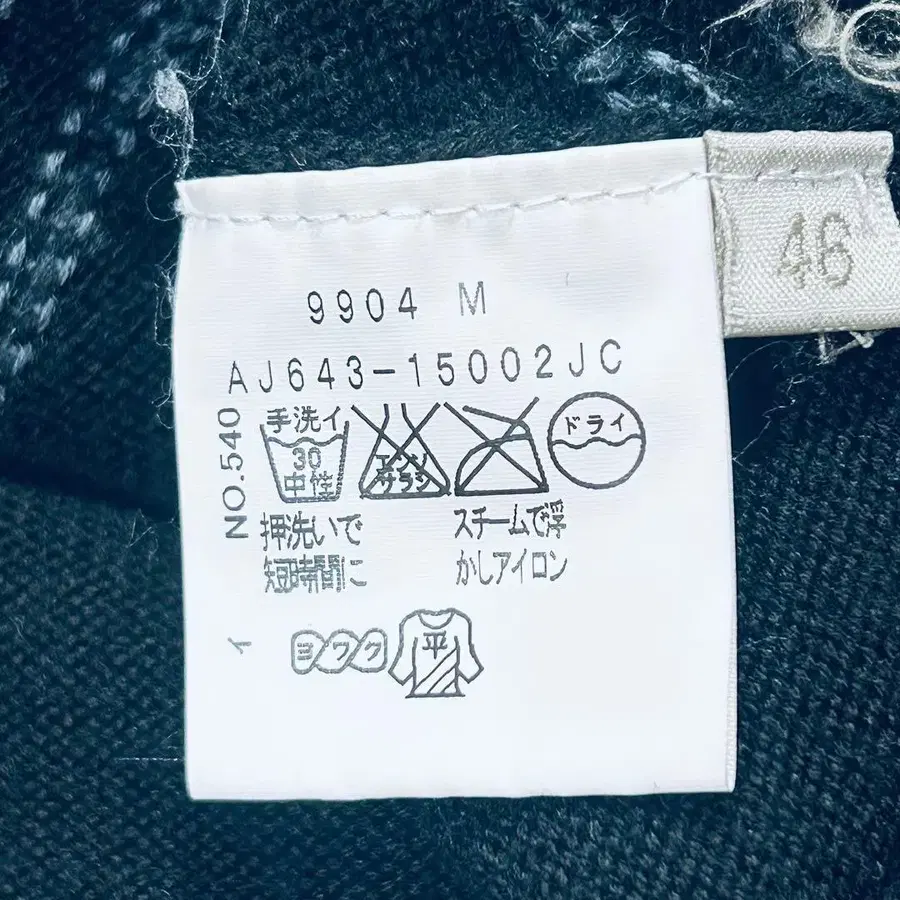 46
9904 M
AJ643-15002JC
NO.540
手洗イ
30
中性
エンソ
サラシ
ドライ
押洗いで
短時間に
スチームで浮
かしアイロン
イ
ヨワク
平